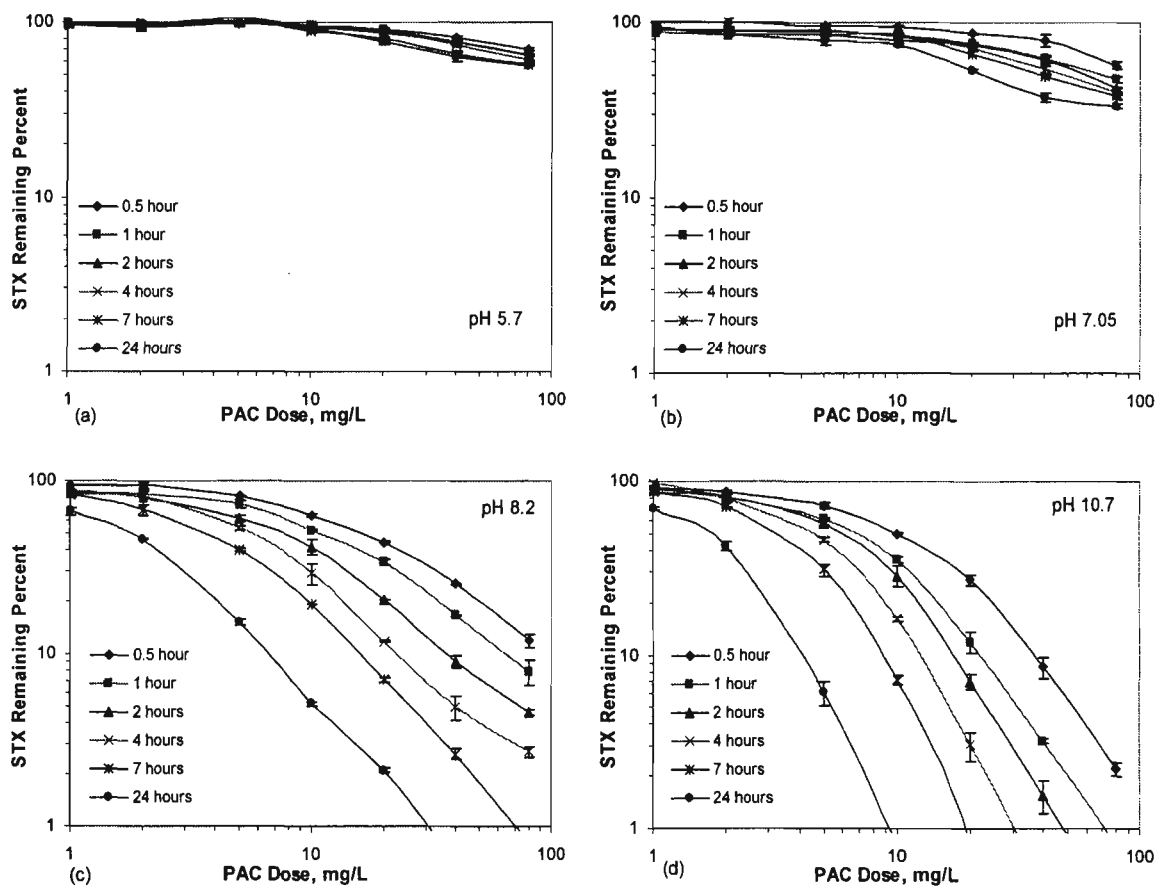 100
10
1
STX Remaining Percent
0.5 hour
1 hour
2 hours
4 hours
7 hours
24 hours
pH 5.7
1
10
100
(a)
PAC Dose, mg/L
100
10
1
STX Remaining Percent
0.5 hour
1 hour
2 hours
4 hours
7 hours
24 hours
pH 7.05
1
10
100
(b)
PAC Dose, mg/L
100
10
1
STX Remaining Percent
pH 8.2
0.5 hour
1 hour
2 hours
4 hours
7 hours
24 hours
1
10
100
(c)
PAC Dose, mg/L
100
10
1
STX Remaining Percent
pH 10.7
0.5 hour
1 hour
2 hours
4 hours
7 hours
24 hours
1
10
100
(d)
PAC Dose, mg/L